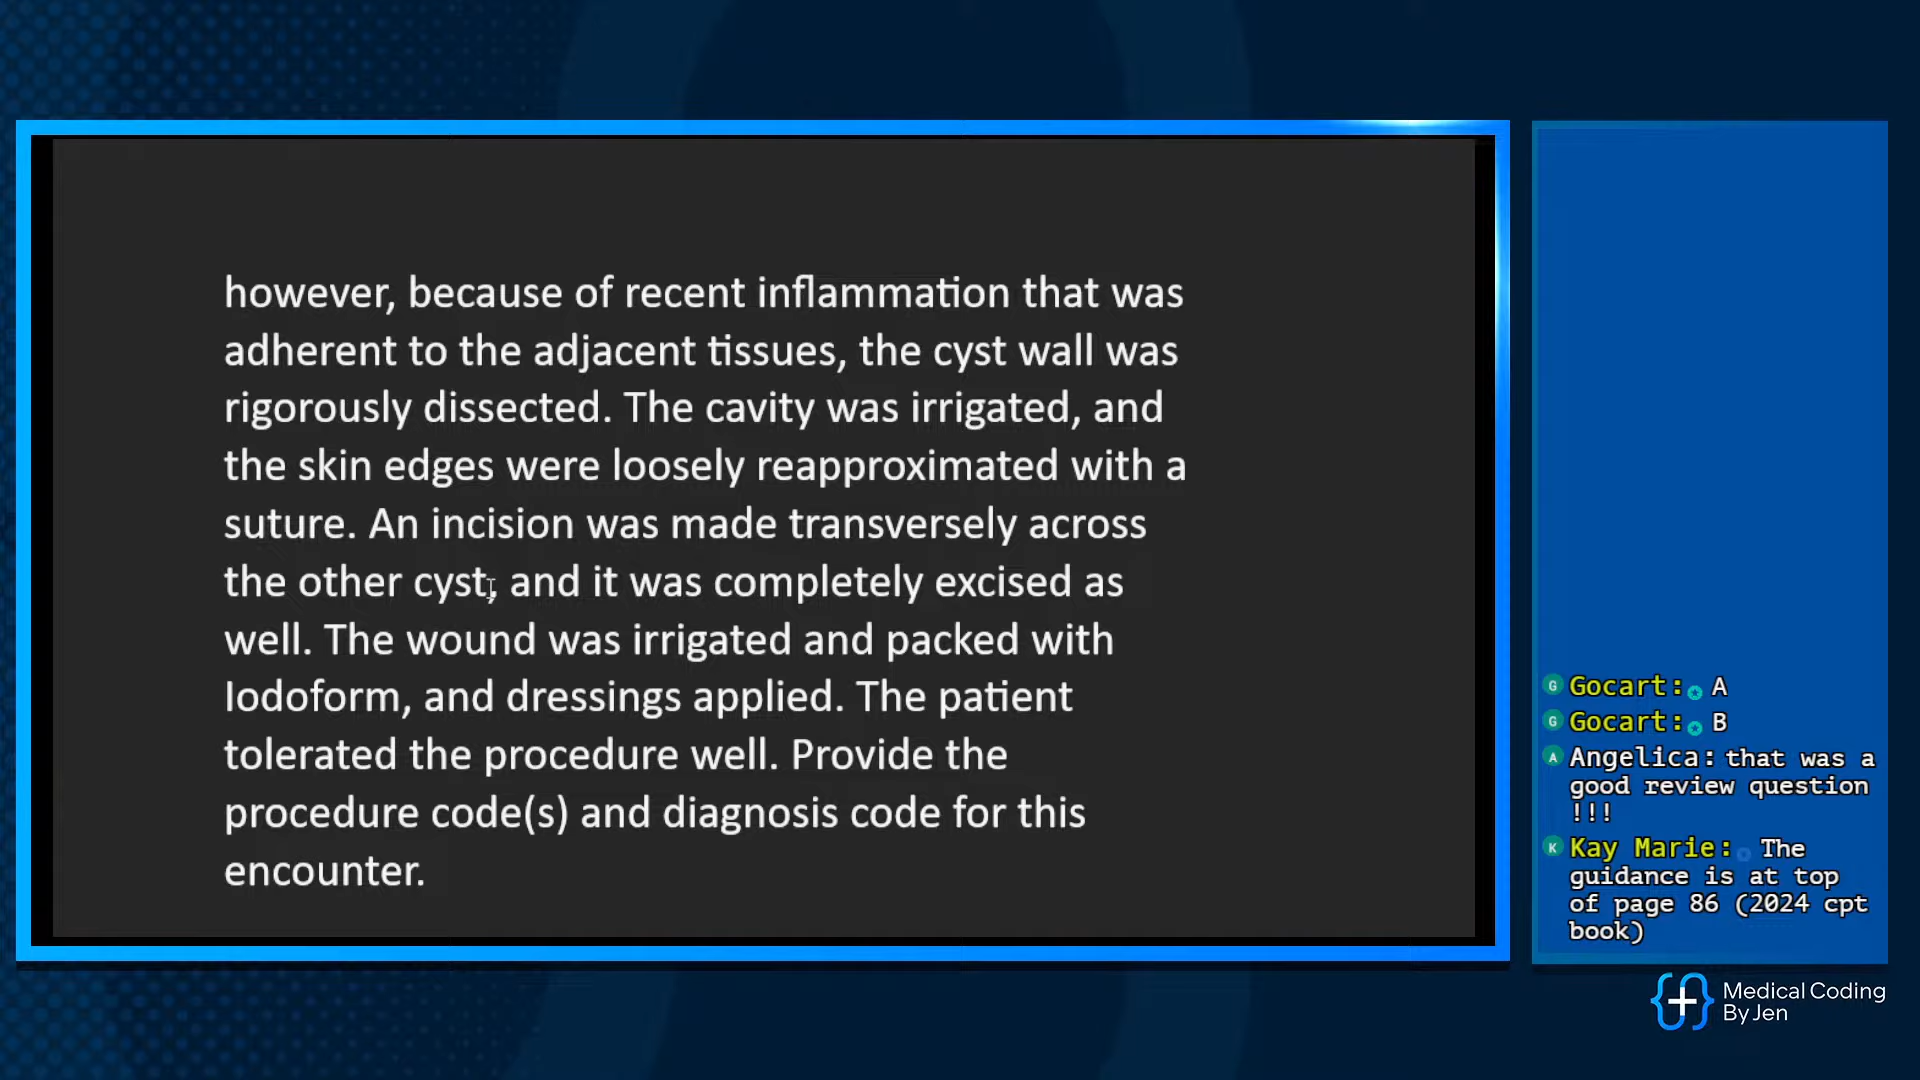 however, because of recent inflammation that was
adherent to the adjacent tissues, the cyst wall was
rigorously dissected. The cavity was irrigated, and
the skin edges were loosely reapproximated with a
suture. An incision was made transversely across
the other cyst, and it was completely excised as
well. The wound was irrigated and packed with
Iodoform, and dressings applied. The patient
tolerated the procedure well. Provide the
procedure code(s) and diagnosis code for this
encounter.
G Gocart: A
G Gocart: B
A Angelica: that was a
good review question
!!!
K Kay Marie: The
guidance is at top
of page 86 (2024 cpt
book)
Medical Coding
By Jen